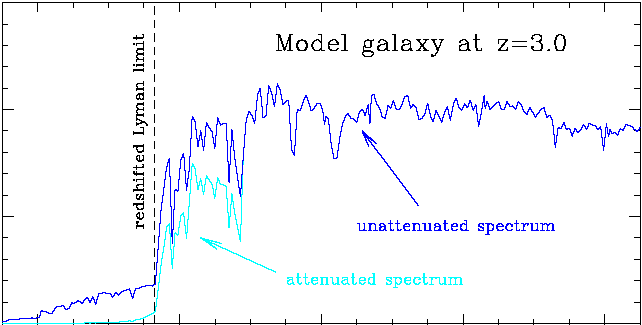 Model galaxy at z=3.0
redshifted Lyman limit
unattenuated spectrum
attenuated spectrum